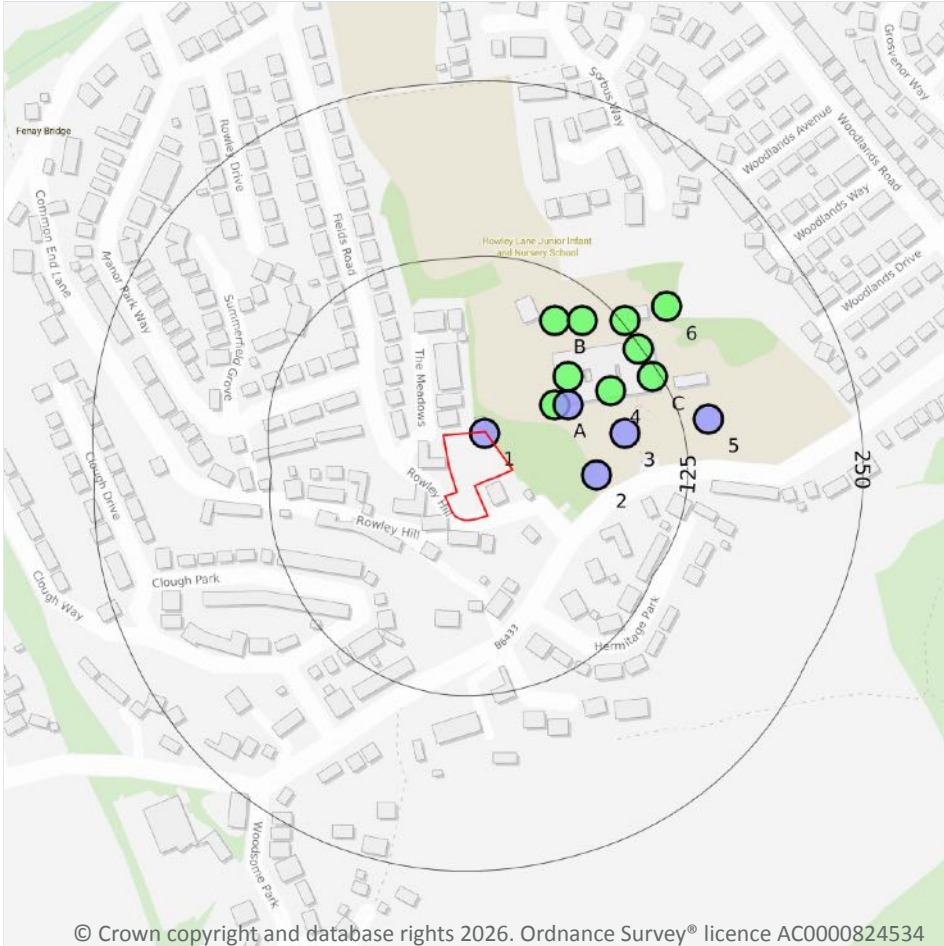 Grosvenor Way
Sorbus Way
Fenay Bridge
Rowley Drive
Woodlands Avenue
Woodlands Road
Common End Lane
Fields Road
Woodlands Way
Manor Park Way
Rowley Lane Junior Infant
and Nursery School
Woodlands Drive
Summerfield Grove
6
B
The Meadows
C
4
A
5
1
3
125
250
2
Clough Drive
Rowley Hill
Rowley Hill
Clough Park
Clough Way
Hermitage Park
B6433
Woodsome Park
© Crown copyright and database rights 2026. Ordnance Survey® licence AC0000824534